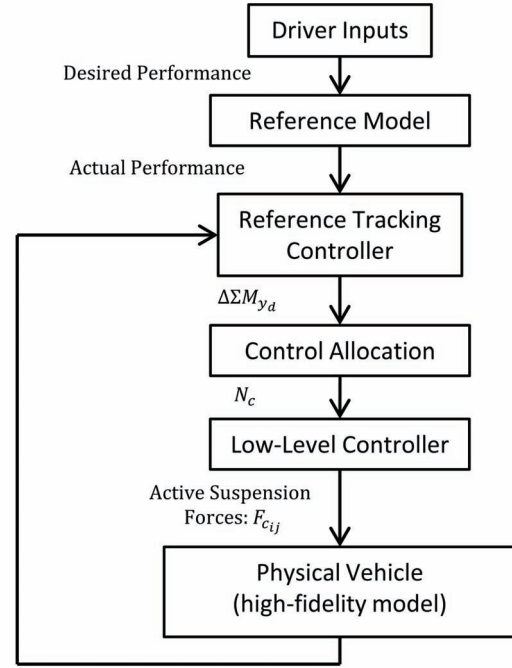 Driver Inputs
Desired Performance
Reference Model
Actual Performance
Reference Tracking
Controller
ΔΣM_{y_d}
Control Allocation
N_c
Low-Level Controller
Active Suspension
Forces: F_{c_{ij}}
Physical Vehicle
(high-fidelity model)